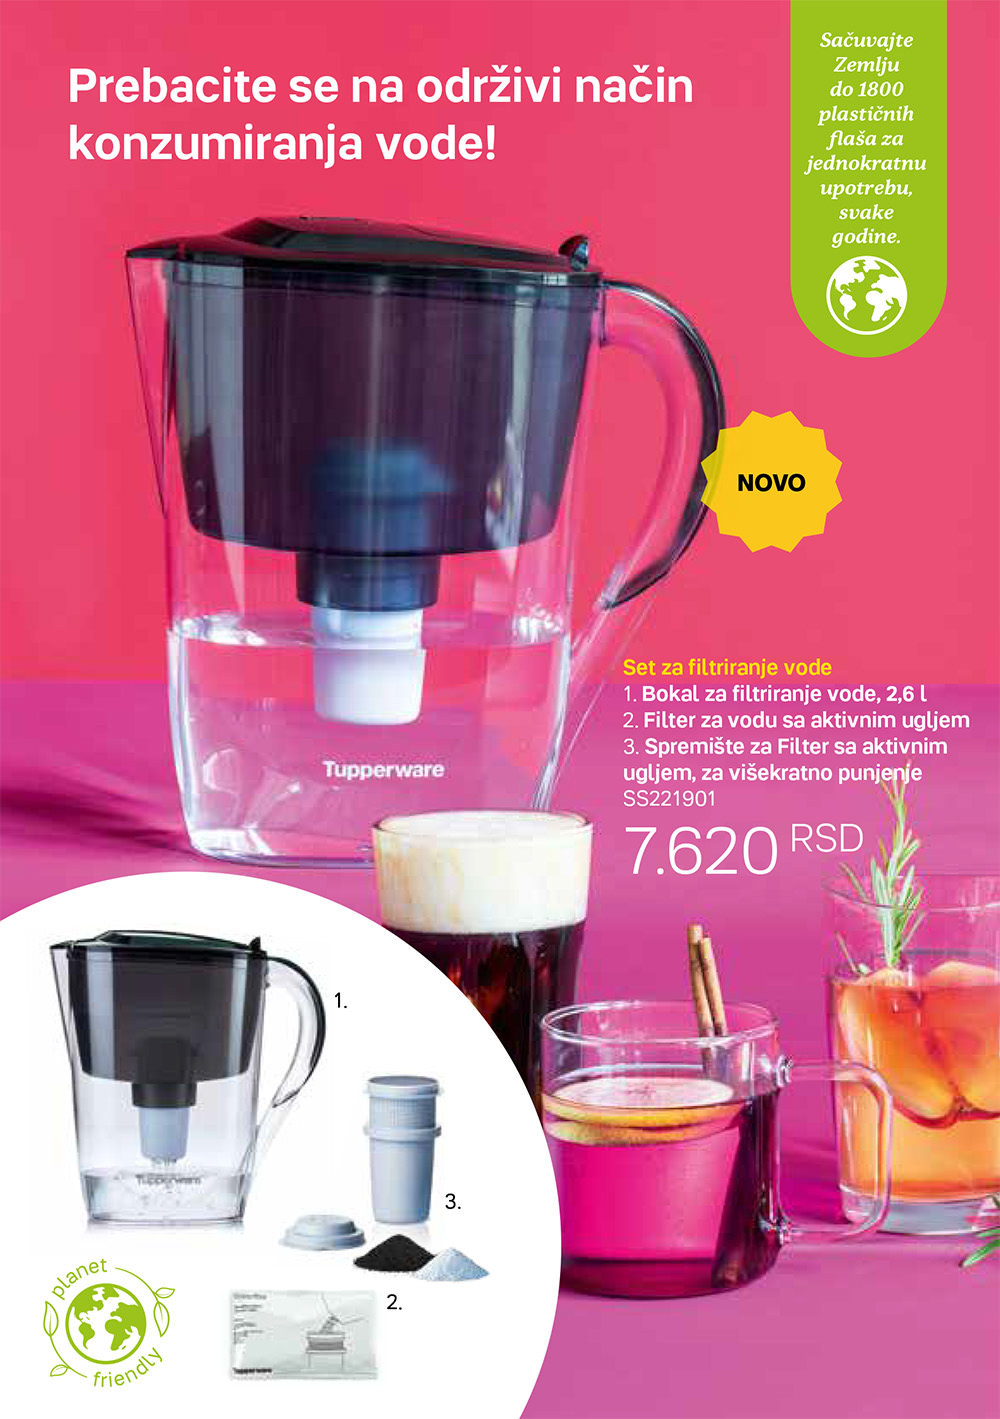 Prebacite se na održivi način
konzumiranja vode!
Sačuvajte
Zemlju
do 1800
plastičnih
flaša za
jednokratnu
upotrebu,
svake
godine.
NOVO
Set za filtriranje vode
1. Bokal za filtriranje vode, 2,6 l
2. Filter za vodu sa aktivnim ugljem
3. Spremište za Filter sa aktivnim
ugljem, za višekratno punjenje
SS221901
7.620 RSD
Tupperware
1.
Tupperware
3.
2.
Tupperware
planet
friendly